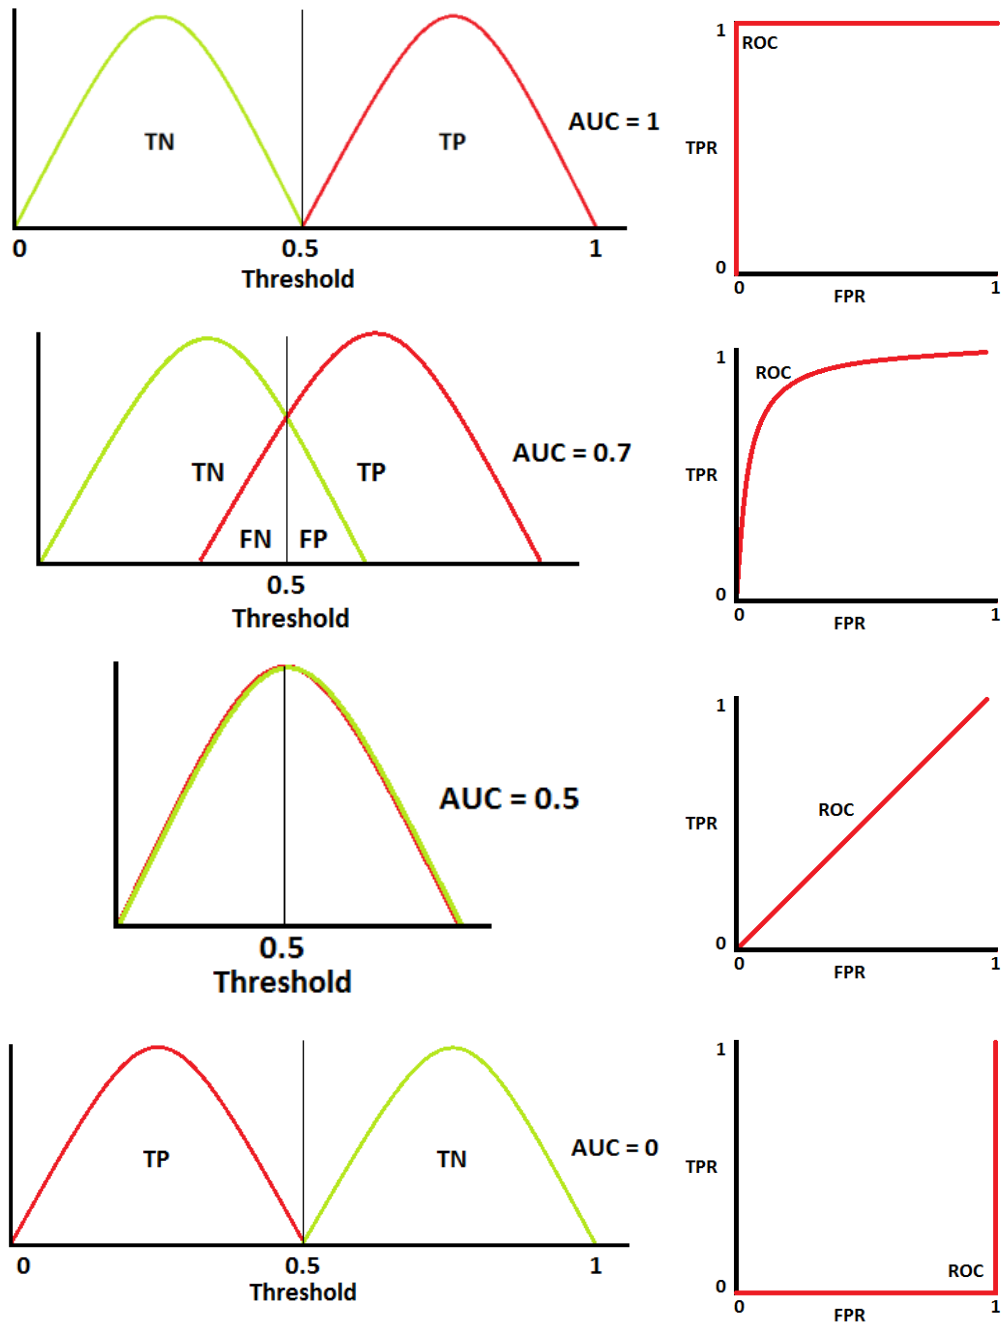 TN
TP
AUC = 1
0
0.5
1
Threshold
1
ROC
TPR
0
0
FPR
1
TN
TP
FN
FP
AUC = 0.7
0.5
Threshold
1
ROC
TPR
0
0
FPR
1
AUC = 0.5
0.5
Threshold
1
ROC
TPR
0
0
FPR
1
TP
TN
AUC = 0
0
0.5
1
Threshold
1
TPR
ROC
0
0
FPR
1